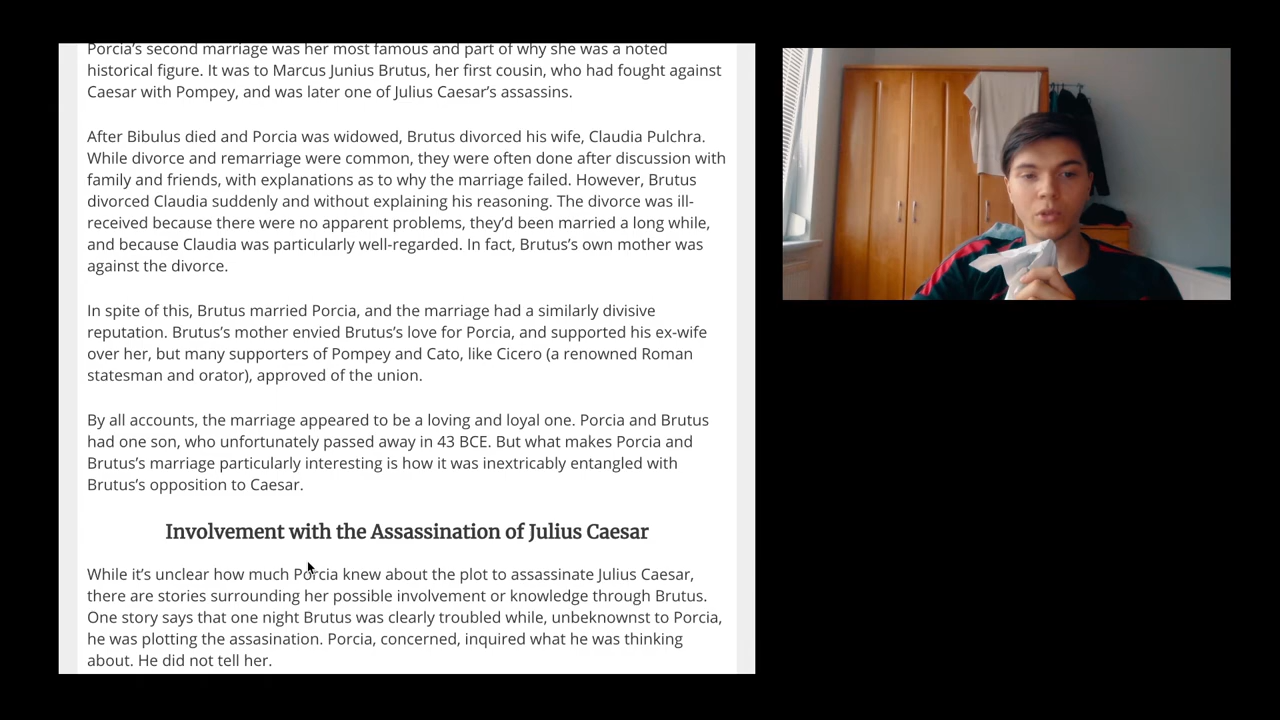 Porcia’s second marriage was her most famous and part of why she was a noted
historical figure. It was to Marcus Junius Brutus, her first cousin, who had fought against
Caesar with Pompey, and was later one of Julius Caesar’s assassins.
After Bibulus died and Porcia was widowed, Brutus divorced his wife, Claudia Pulchra.
While divorce and remarriage were common, they were often done after discussion with
family and friends, with explanations as to why the marriage failed. However, Brutus
divorced Claudia suddenly and without explaining his reasoning. The divorce was ill-
received because there were no apparent problems, they’d been married a long while,
and because Claudia was particularly well-regarded. In fact, Brutus’s own mother was
against the divorce.
In spite of this, Brutus married Porcia, and the marriage had a similarly divisive
reputation. Brutus’s mother envied Brutus’s love for Porcia, and supported his ex-wife
over her, but many supporters of Pompey and Cato, like Cicero (a renowned Roman
statesman and orator), approved of the union.
By all accounts, the marriage appeared to be a loving and loyal one. Porcia and Brutus
had one son, who unfortunately passed away in 43 BCE. But what makes Porcia and
Brutus’s marriage particularly interesting is how it was inextricably entangled with
Brutus’s opposition to Caesar.
Involvement with the Assassination of Julius Caesar
While it’s unclear how much Porcia knew about the plot to assassinate Julius Caesar,
there are stories surrounding her possible involvement or knowledge through Brutus.
One story says that one night Brutus was clearly troubled while, unbeknownst to Porcia,
he was plotting the assasination. Porcia, concerned, inquired what he was thinking
about. He did not tell her.